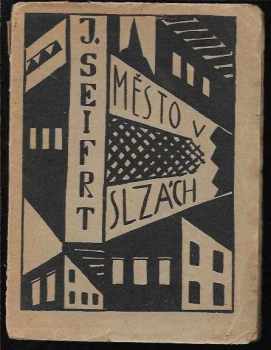 J. SEIFRT
MĚSTO V
SLZÁCH